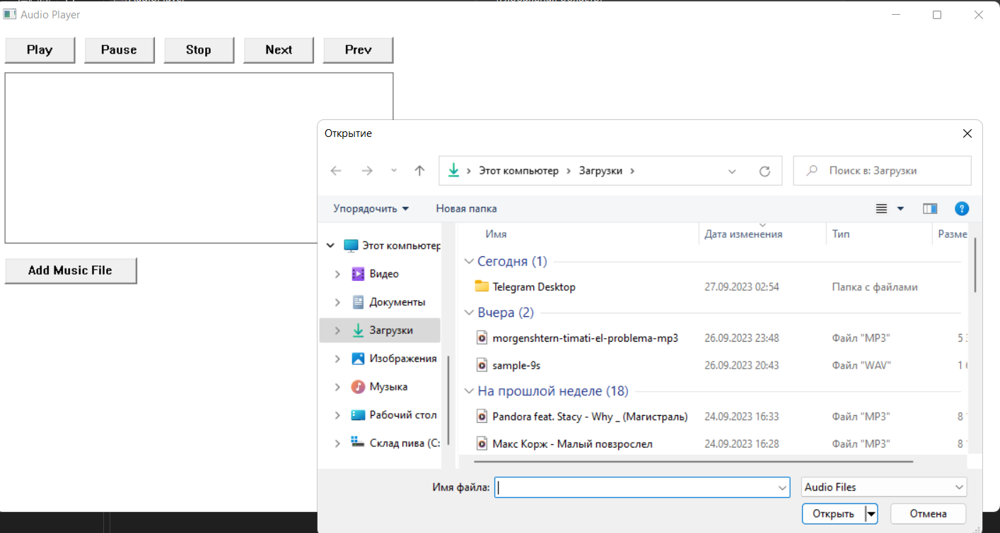 Audio Player
Play Pause Stop Next Prev
Add Music File
Открытие
Этот компьютер Загрузки
Поиск в: Загрузки
Упорядочить Новая папка
Этот компьютер
Видео
Документы
Загрузки
Изображения
Музыка
Рабочий стол
Склад пива (C:
Имя Дата изменения Тип Разме
Сегодня (1)
Telegram Desktop 27.09.2023 02:54 Папка с файлами
Вчера (2)
morgenshtern-timati-el-problema-mp3 26.09.2023 23:48 Файл "MP3" 5
sample-9s 26.09.2023 20:43 Файл "WAV" 1
На прошлой неделе (18)
Pandora feat. Stacy - Why _ (Магистраль) 24.09.2023 16:33 Файл "MP3" 8
Макс Корж - Малый повзрослел 24.09.2023 16:28 Файл "MP3" 8
Имя файла:
Audio Files
Открыть Отмена